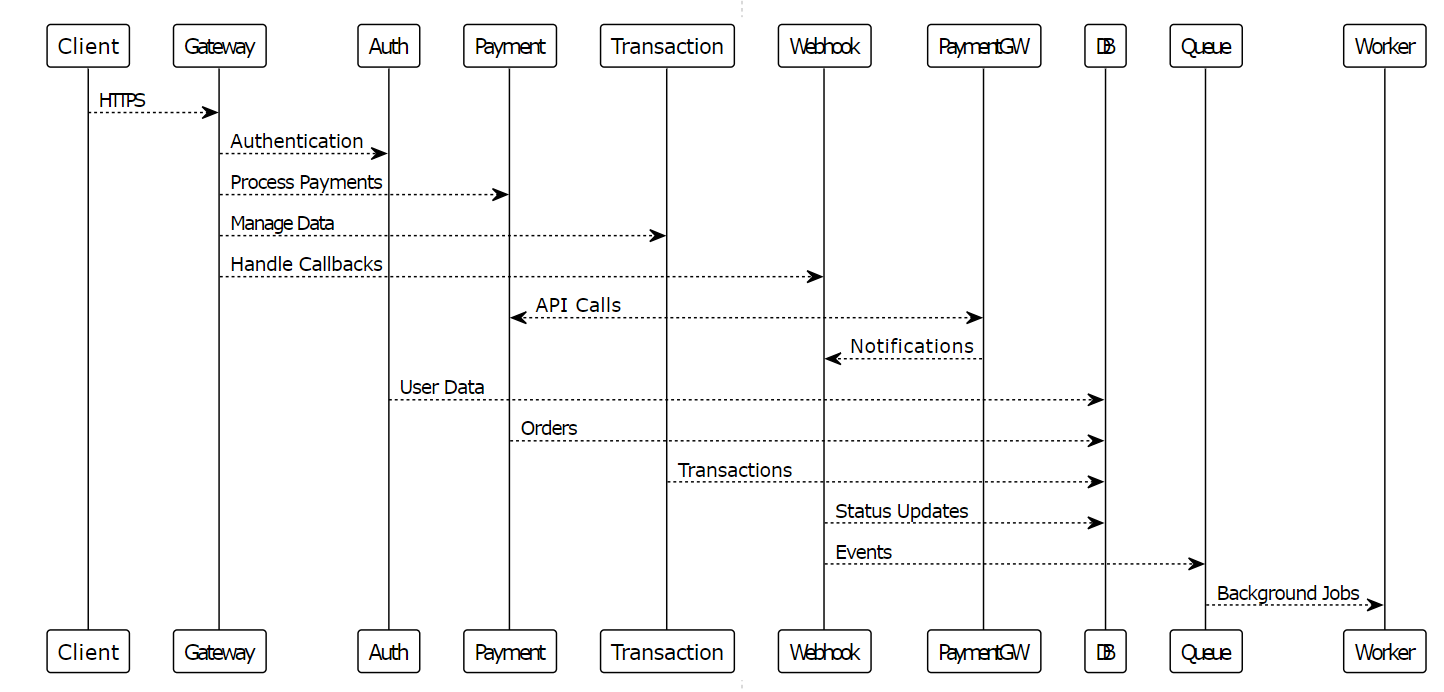 Client Gateway Auth Payment Transaction Webhook PaymentGW DB Queue Worker
HTTPS
Authentication
Process Payments
Manage Data
Handle Callbacks
API Calls
Notifications
User Data
Orders
Transactions
Status Updates
Events
Background Jobs
Client Gateway Auth Payment Transaction Webhook PaymentGW DB Queue Worker